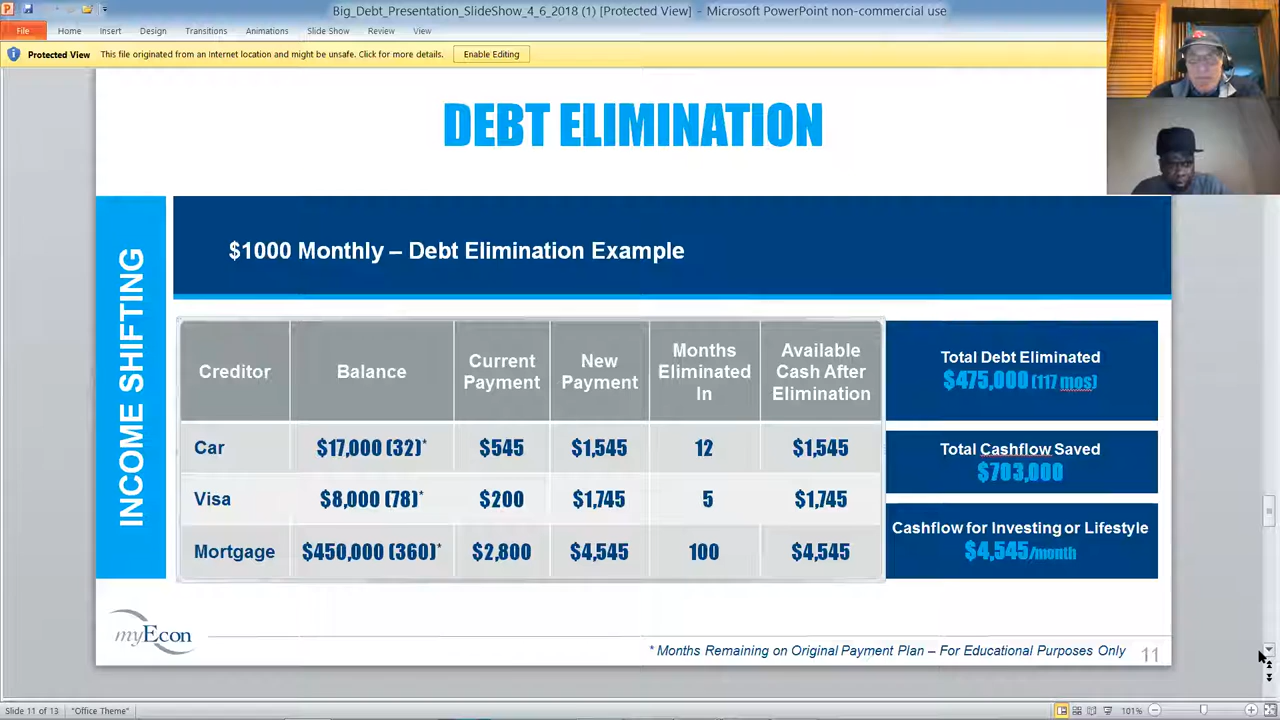 Big_Debt_Presentation_SlideShow_4_6_2018 (1) [Protected View] - Microsoft PowerPoint non-commercial use
File Home Insert Design Transitions Animations Slide Show Review View
Protected View This file originated from an Internet location and might be unsafe. Click for more details. Enable Editing
DEBT ELIMINATION
INCOME SHIFTING
$1000 Monthly – Debt Elimination Example
Creditor Balance Current Payment New Payment Months Eliminated In Available Cash After Elimination
Car $17,000 (32)* $545 $1,545 12 $1,545
Visa $8,000 (78)* $200 $1,745 5 $1,745
Mortgage $450,000 (360)* $2,800 $4,545 100 $4,545
Total Debt Eliminated
$475,000 (117 mos)
Total Cashflow Saved
$703,000
Cashflow for Investing or Lifestyle
$4,545/month
myEcon
* Months Remaining on Original Payment Plan – For Educational Purposes Only 11
Slide 11 of 13 "Office Theme" 101%